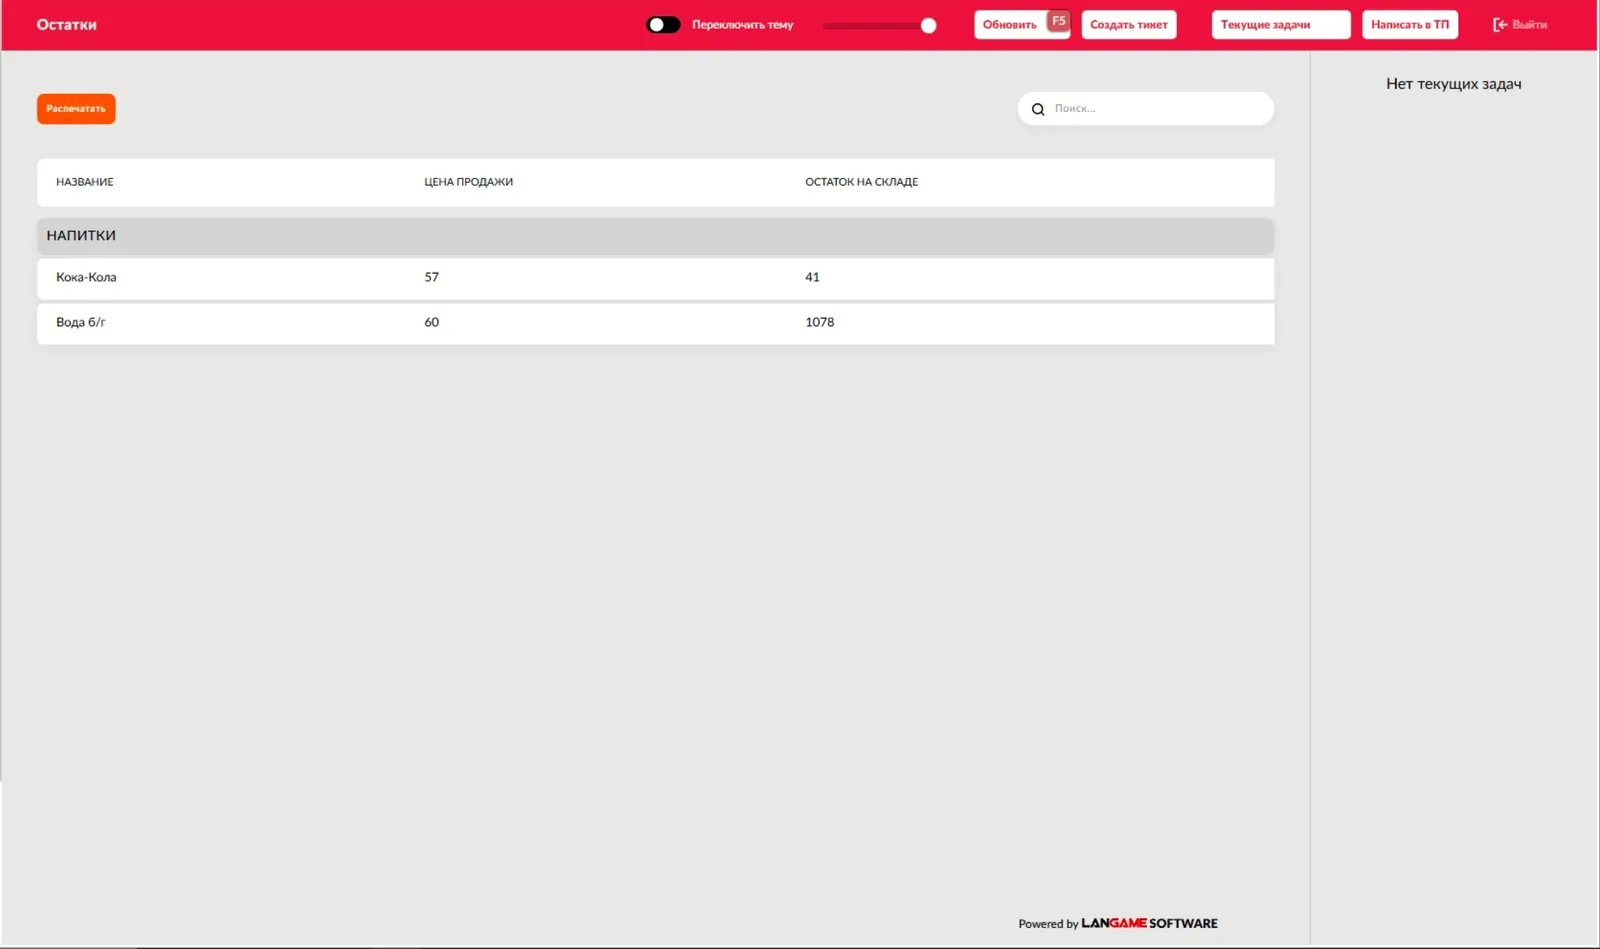 Остатки
Переключить тему
Обновить F5
Создать тикет
Текущие задачи
Написать в ТП
Выйти
Нет текущих задач
Распечатать
Поиск...
НАЗВАНИЕ ЦЕНА ПРОДАЖИ ОСТАТОК НА СКЛАДЕ
НАПИТКИ
Кока-Кола 57 41
Вода б/г 60 1078
Powered by LANGAME SOFTWARE